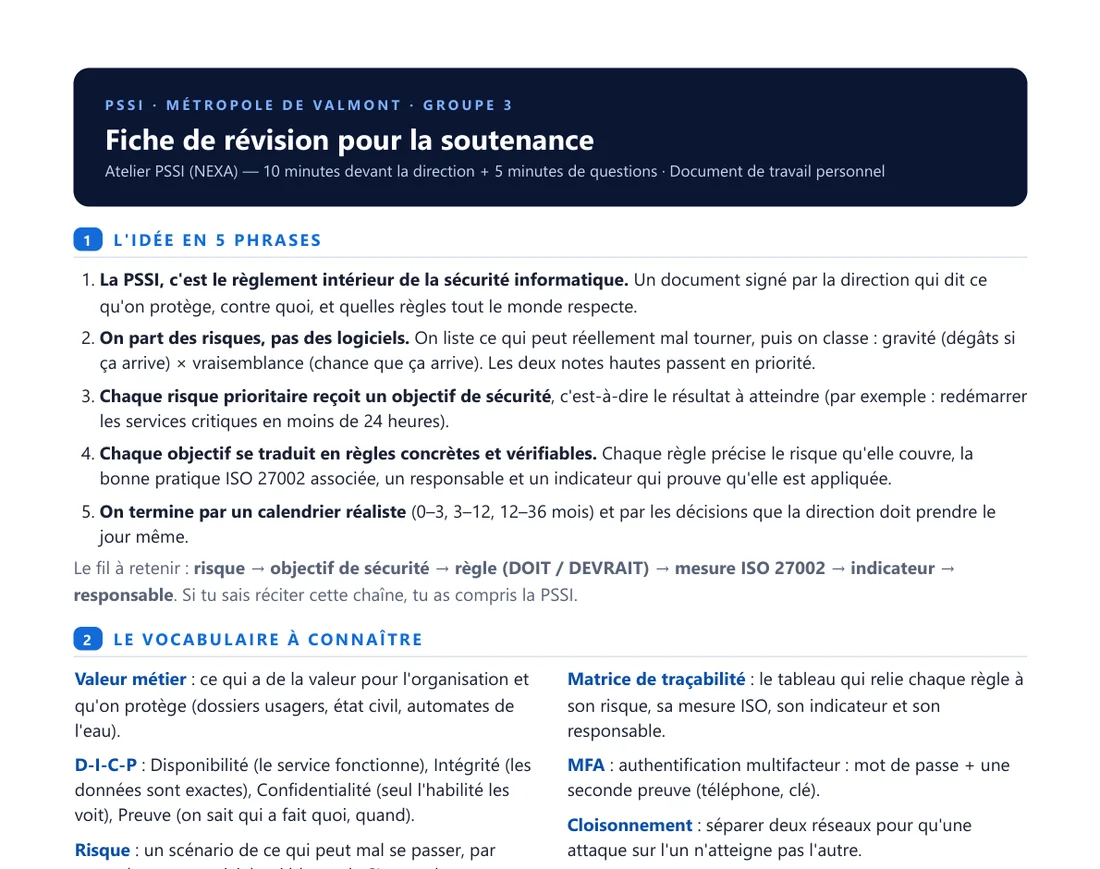 PSSI · MÉTROPOLE DE VALMONT · GROUPE 3
Fiche de révision pour la soutenance
Atelier PSSI (NEXA) — 10 minutes devant la direction + 5 minutes de questions · Document de travail personnel
1 L'IDÉE EN 5 PHRASES
1. La PSSI, c'est le règlement intérieur de la sécurité informatique. Un document signé par la direction qui dit ce
qu'on protège, contre quoi, et quelles règles tout le monde respecte.
2. On part des risques, pas des logiciels. On liste ce qui peut réellement mal tourner, puis on classe : gravité (dégâts si
ça arrive) × vraisemblance (chance que ça arrive). Les deux notes hautes passent en priorité.
3. Chaque risque prioritaire reçoit un objectif de sécurité, c'est-à-dire le résultat à atteindre (par exemple : redémarrer
les services critiques en moins de 24 heures).
4. Chaque objectif se traduit en règles concrètes et vérifiables. Chaque règle précise le risque qu'elle couvre, la
bonne pratique ISO 27002 associée, un responsable et un indicateur qui prouve qu'elle est appliquée.
5. On termine par un calendrier réaliste (0–3, 3–12, 12–36 mois) et par les décisions que la direction doit prendre le
jour même.
Le fil à retenir : risque → objectif de sécurité → règle (DOIT / DEVRAIT) → mesure ISO 27002 → indicateur →
responsable. Si tu sais réciter cette chaîne, tu as compris la PSSI.
2 LE VOCABULAIRE À CONNAÎTRE
Valeur métier : ce qui a de la valeur pour l'organisation et
qu'on protège (dossiers usagers, état civil, automates de
l'eau).
D-I-C-P : Disponibilité (le service fonctionne), Intégrité (les
données sont exactes), Confidentialité (seul l'habilité les
voit), Preuve (on sait qui a fait quoi, quand).
Risque : un scénario de ce qui peut mal se passer, par
Matrice de traçabilité : le tableau qui relie chaque règle à
son risque, sa mesure ISO, son indicateur et son
responsable.
MFA : authentification multifacteur : mot de passe + une
seconde preuve (téléphone, clé).
Cloisonnement : séparer deux réseaux pour qu'une
attaque sur l'un n'atteigne pas l'autre.